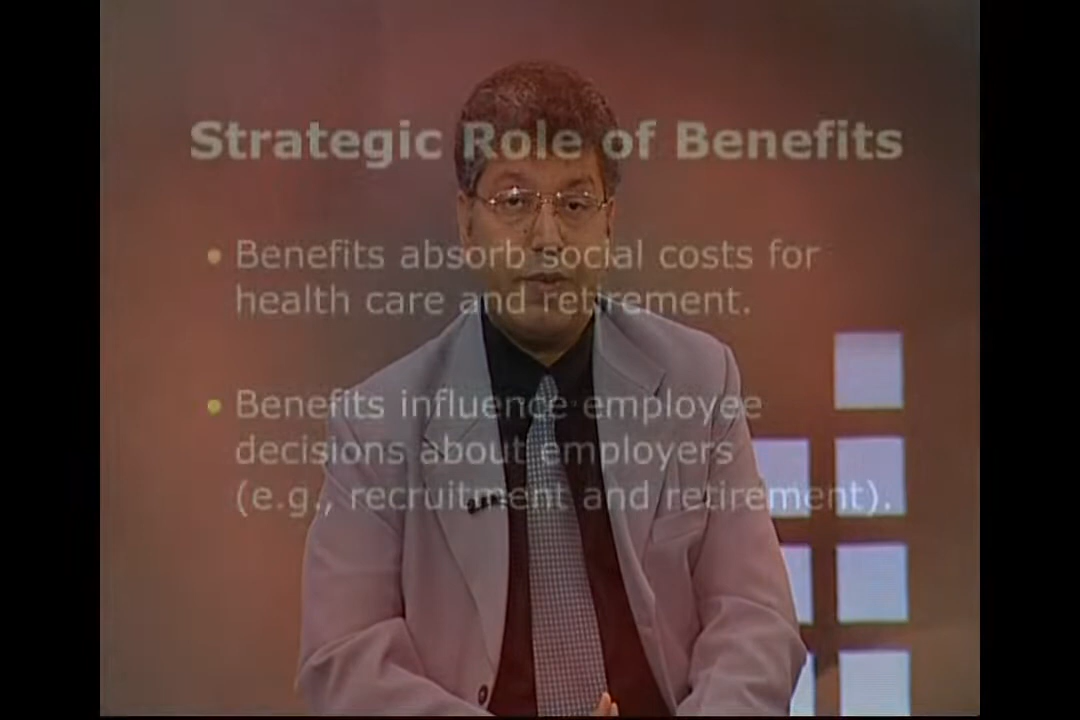 Strategic Role of Benefits
• Benefits absorb social costs for
health care and retirement.
• Benefits influence employee
decisions about employers
(e.g., recruitment and retirement).